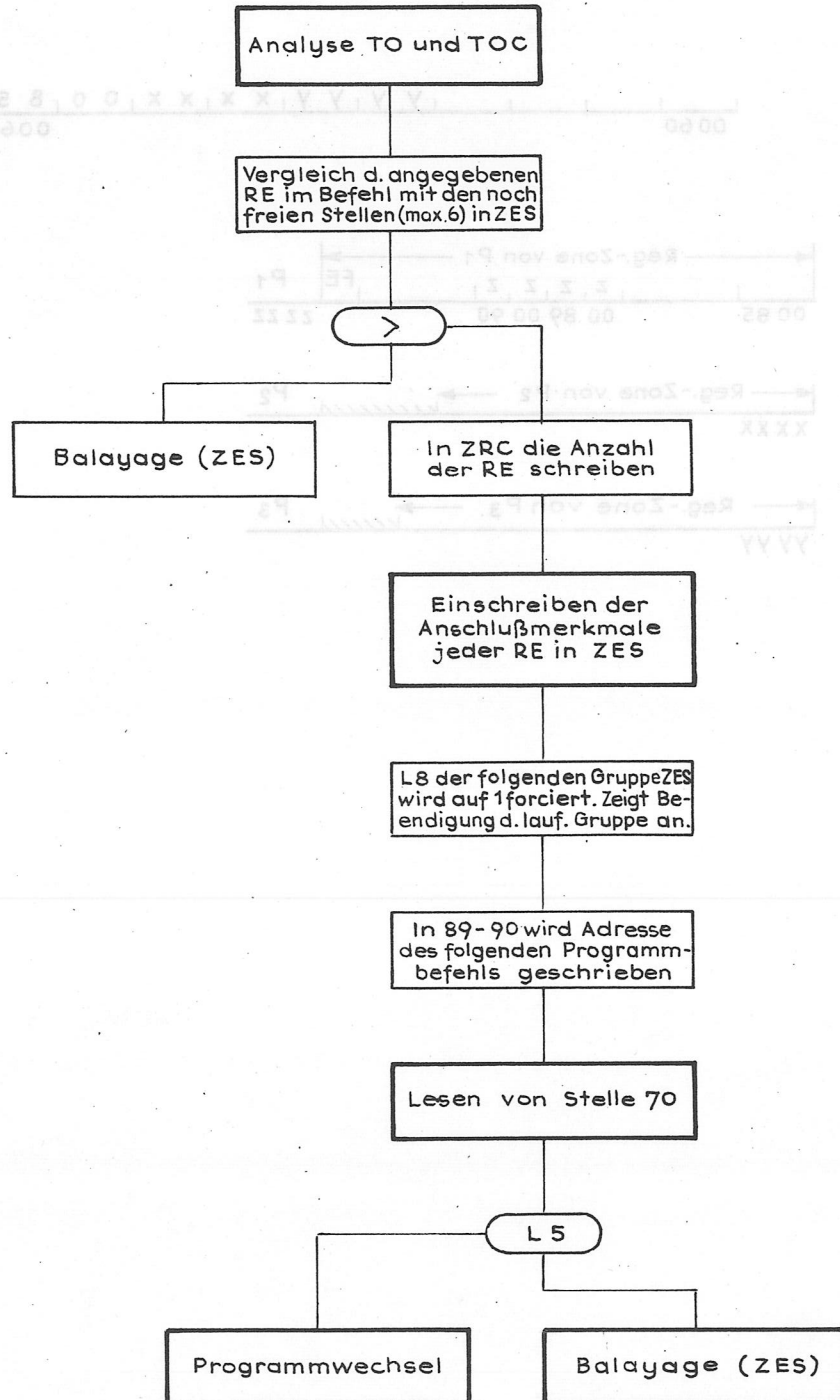 Analyse TO und TOC
Vergleich d. angegebenen
RE im Befehl mit den noch
freien Stellen (max. 6) in ZES
>
Balayage (ZES)
In ZRC die Anzahl
der RE schreiben
Einschreiben der
Anschlußmerkmale
jeder RE in ZES
L8 der folgenden Gruppe ZES
wird auf 1 forciert. Zeigt Be-
endigung d. lauf. Gruppe an.
In 89-90 wird Adresse
des folgenden Programm-
befehls geschrieben
Lesen von Stelle 70
L 5
Programmwechsel
Balayage (ZES)